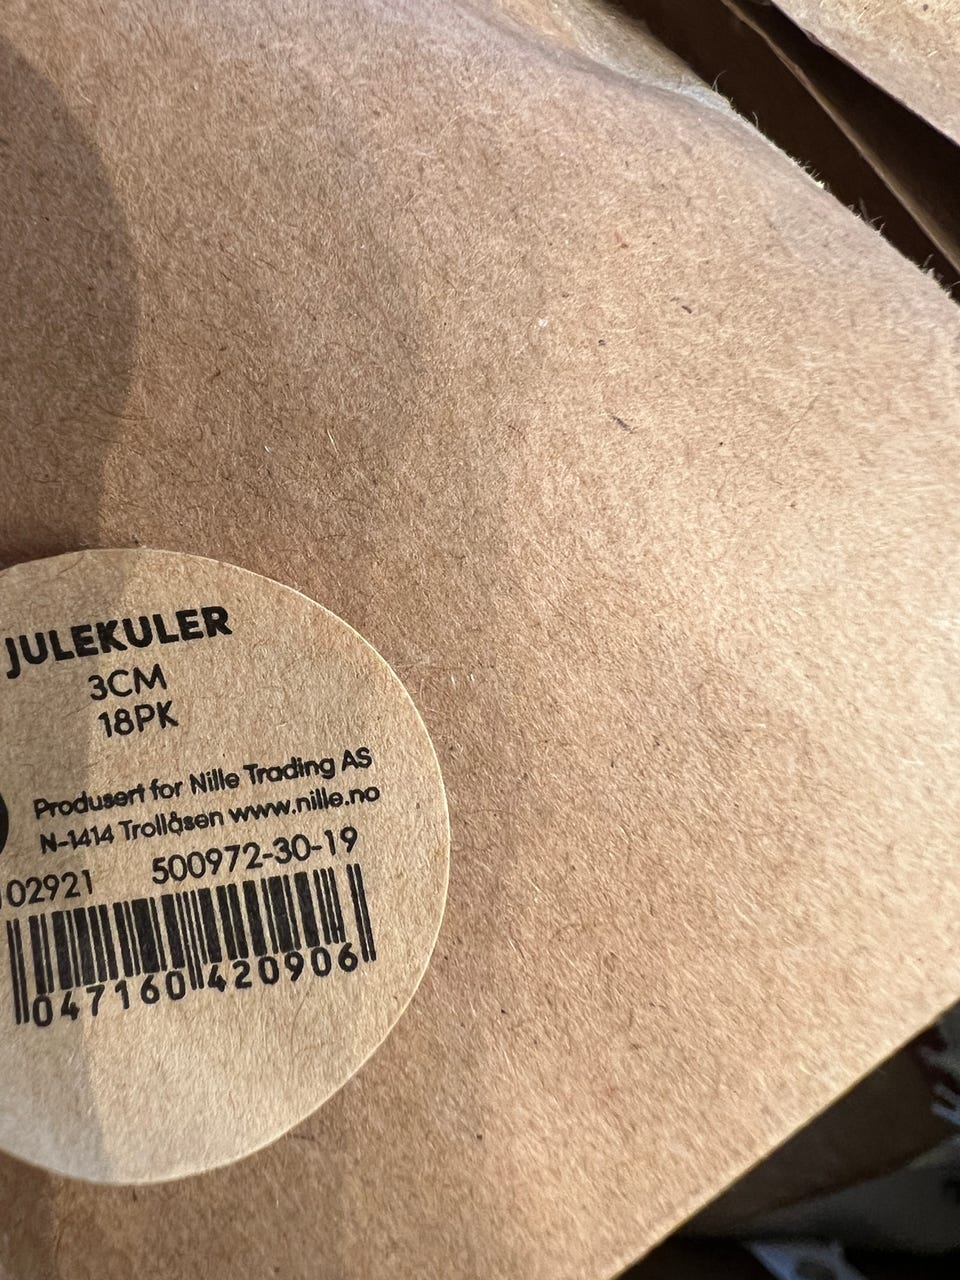 JULEKULER
3CM
18PK
Produsert for Nille Trading AS
N-1414 Trollåsen www.nille.no
02921 500972-30-19
047160 420906